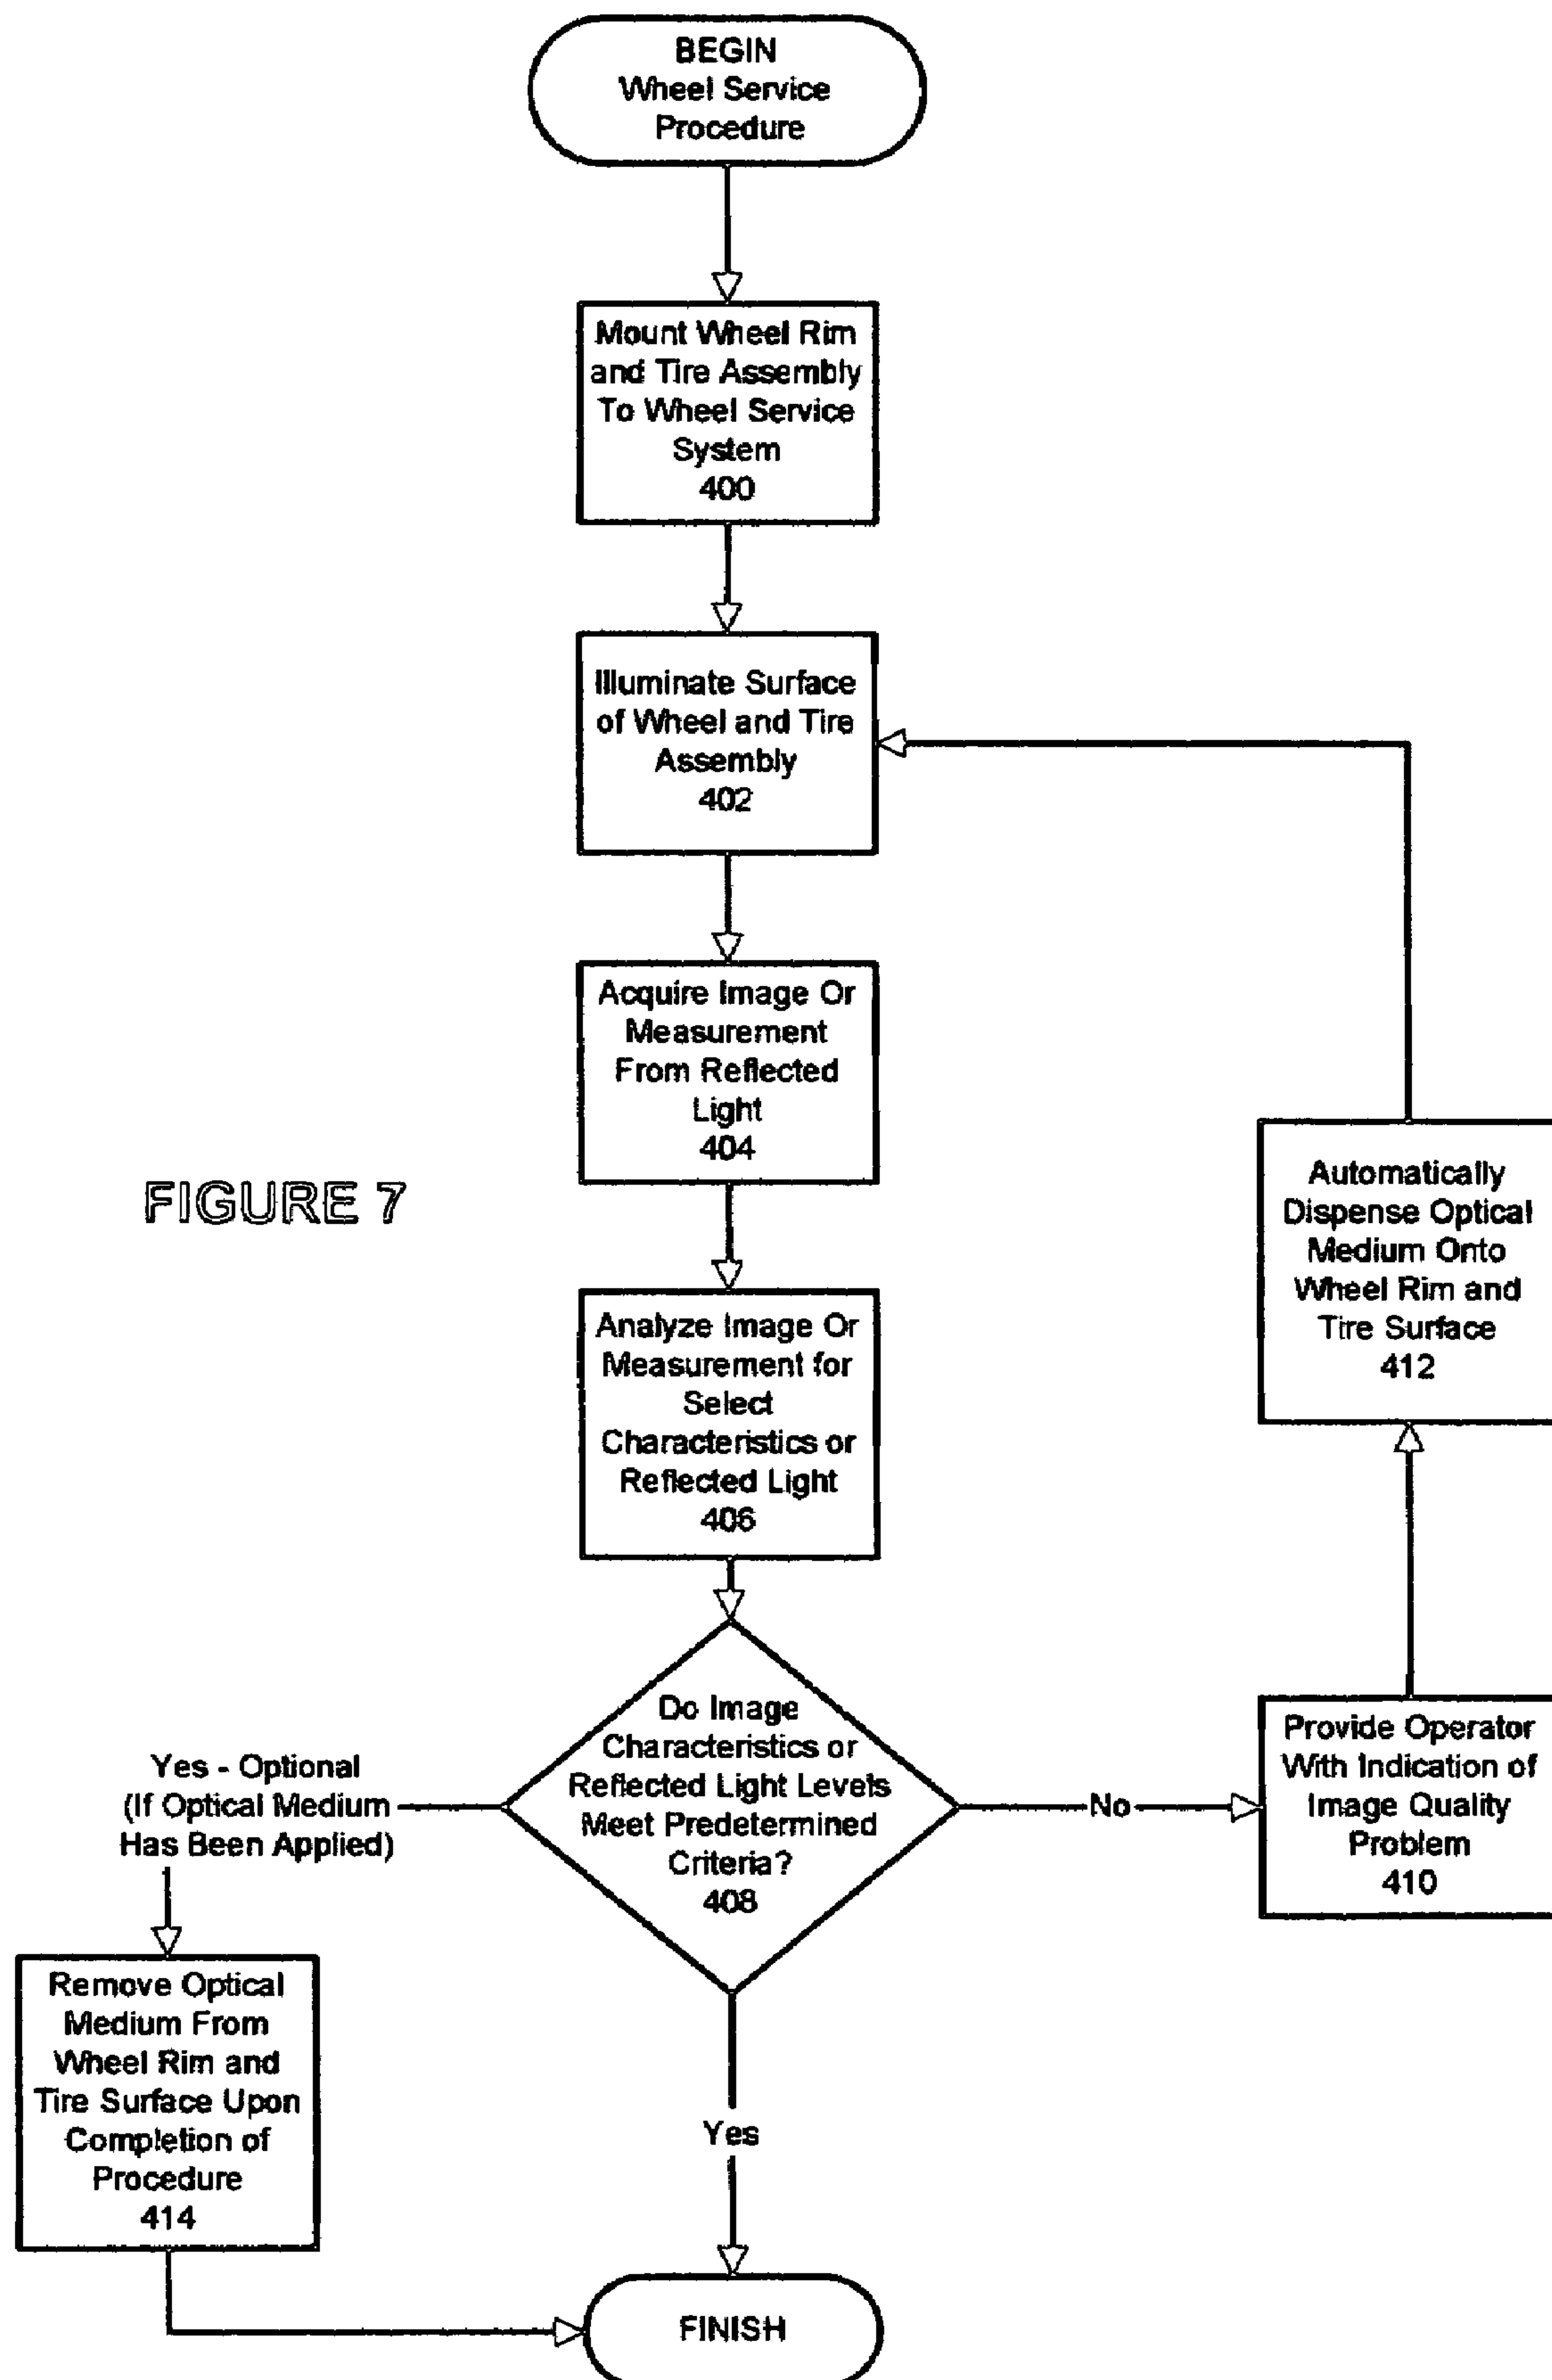 BEGIN
Wheel Service
Procedure
Mount Wheel Rim
and Tire Assembly
To Wheel Service
System
400
Illuminate Surface
of Wheel and Tire
Assembly
402
Acquire Image Or
Measurement
From Reflected
Light
404
FIGURE 7
Analyze Image Or
Measurement for
Select
Characteristics or
Reflected Light
406
Automatically
Dispense Optical
Medium Onto
Wheel Rim and
Tire Surface
412
Do Image
Characteristics or
Reflected Light Levels
Meet Predetermined
Criteria?
408
Yes - Optional
(If Optical Medium
Has Been Applied)
No
Provide Operator
With Indication of
Image Quality
Problem
410
Remove Optical
Medium From
Wheel Rim and
Tire Surface Upon
Completion of
Procedure
414
Yes
FINISH